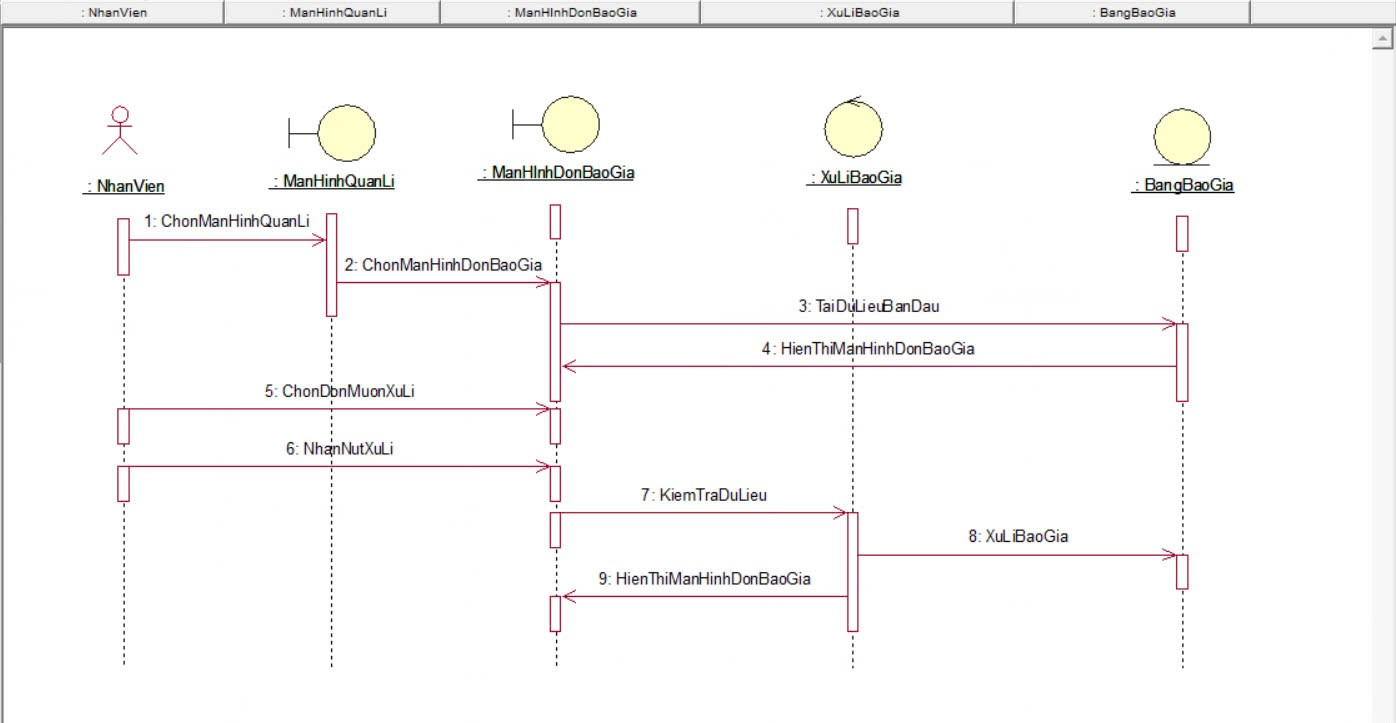 : NhanVien
: ManHinhQuanLi
: ManHInhDonBaoGia
: XuLiBaoGia
: BangBaoGia
: NhanVien
: ManHinhQuanLi
: ManHInhDonBaoGia
: XuLiBaoGia
: BangBaoGia
1: ChonManHinhQuanLi
2: ChonManHinhDonBaoGia
3: TaiDuLieuBanDau
4: HienThiManHinhDonBaoGia
5: ChonDonMuonXuLi
6: NhanNutXuLi
7: KiemTraDuLieu
8: XuLiBaoGia
9: HienThiManHinhDonBaoGia